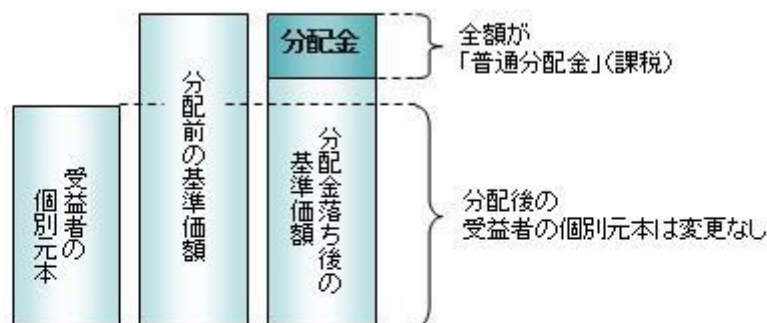 受益者の
個別元本
分配前の基準価額
分配金
分配金落ち後の
基準価額
全額が
「普通分配金」(課税)
分配後の
受益者の個別元本は変更なし